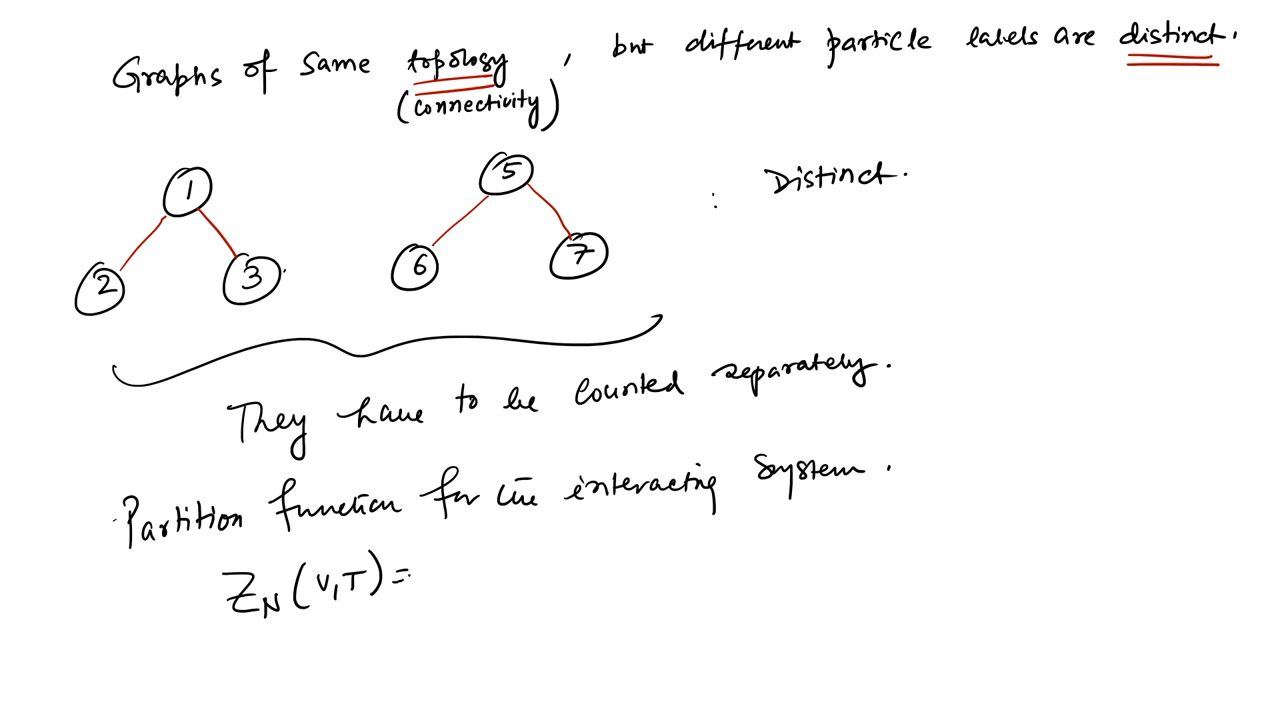 Graphs of same topology, but different particle labels are distinct.
(connectivity)
1 5 : Distinct.
2 3 6 7
They have to be counted separately.
Partition function for the interacting system.
Z_N (V, T) =